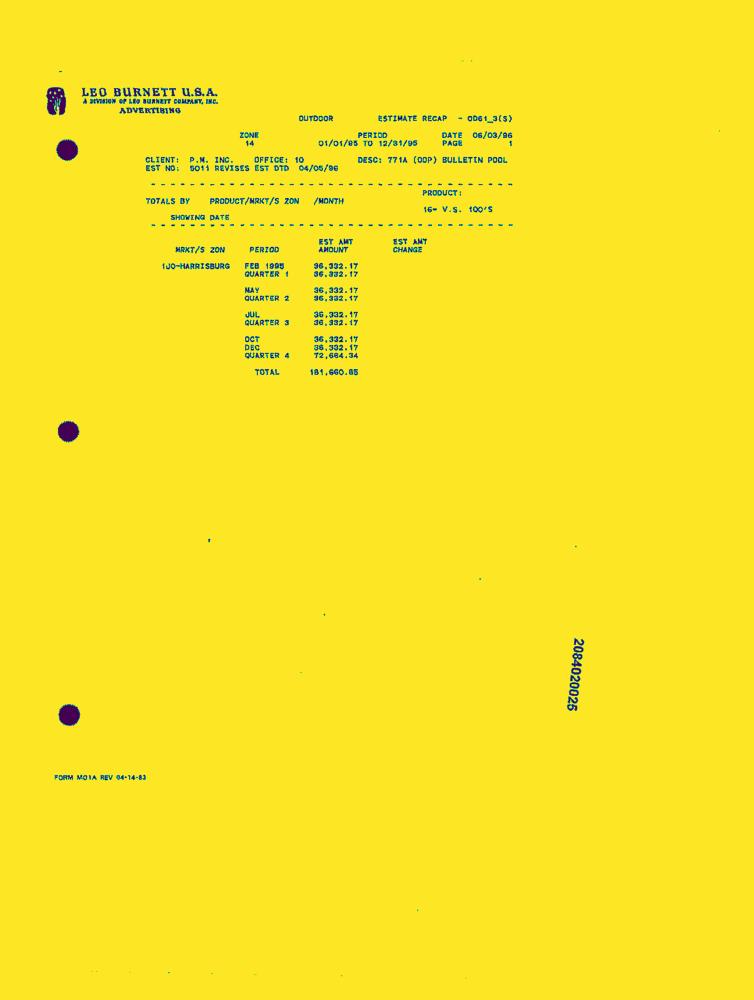 LEO BURNETT U.S.A.
A DIVISION OF LEO BURNETT COMPANY, INC.
ADVERTISING
OUTDOOR ESTIMATE RECAP - OD61_3(S)
ZONE PERIOD DATE 06/03/96
14 01/01/95 TO 12/31/95 PAGE 1
CLIENT: P.M. INC. OFFICE: 10 DESC: 771A (OOP) BULLETIN POOL
EST NO: 5011 REVISES EST DTD 04/05/96
PRODUCT:
TOTALS BY PRODUCT/MRKT/S ZON /MONTH
16= V.S. 100'S
SHOWING DATE
EST AMT EST AMT
MRKT/S ZON PERIOD AMOUNT CHANGE
1JO-HARRISBURG FEB 1995 36,332.17
QUARTER 1 36,332.17
MAY 36,332.17
QUARTER 2 36,332.17
JUL 36,332.17
QUARTER 3 36,332.17
OCT 36,332.17
DEC 36,332.17
QUARTER 4 72,664.34
TOTAL 181,660.85
2084020025
FORM M01A REV 04-14-83